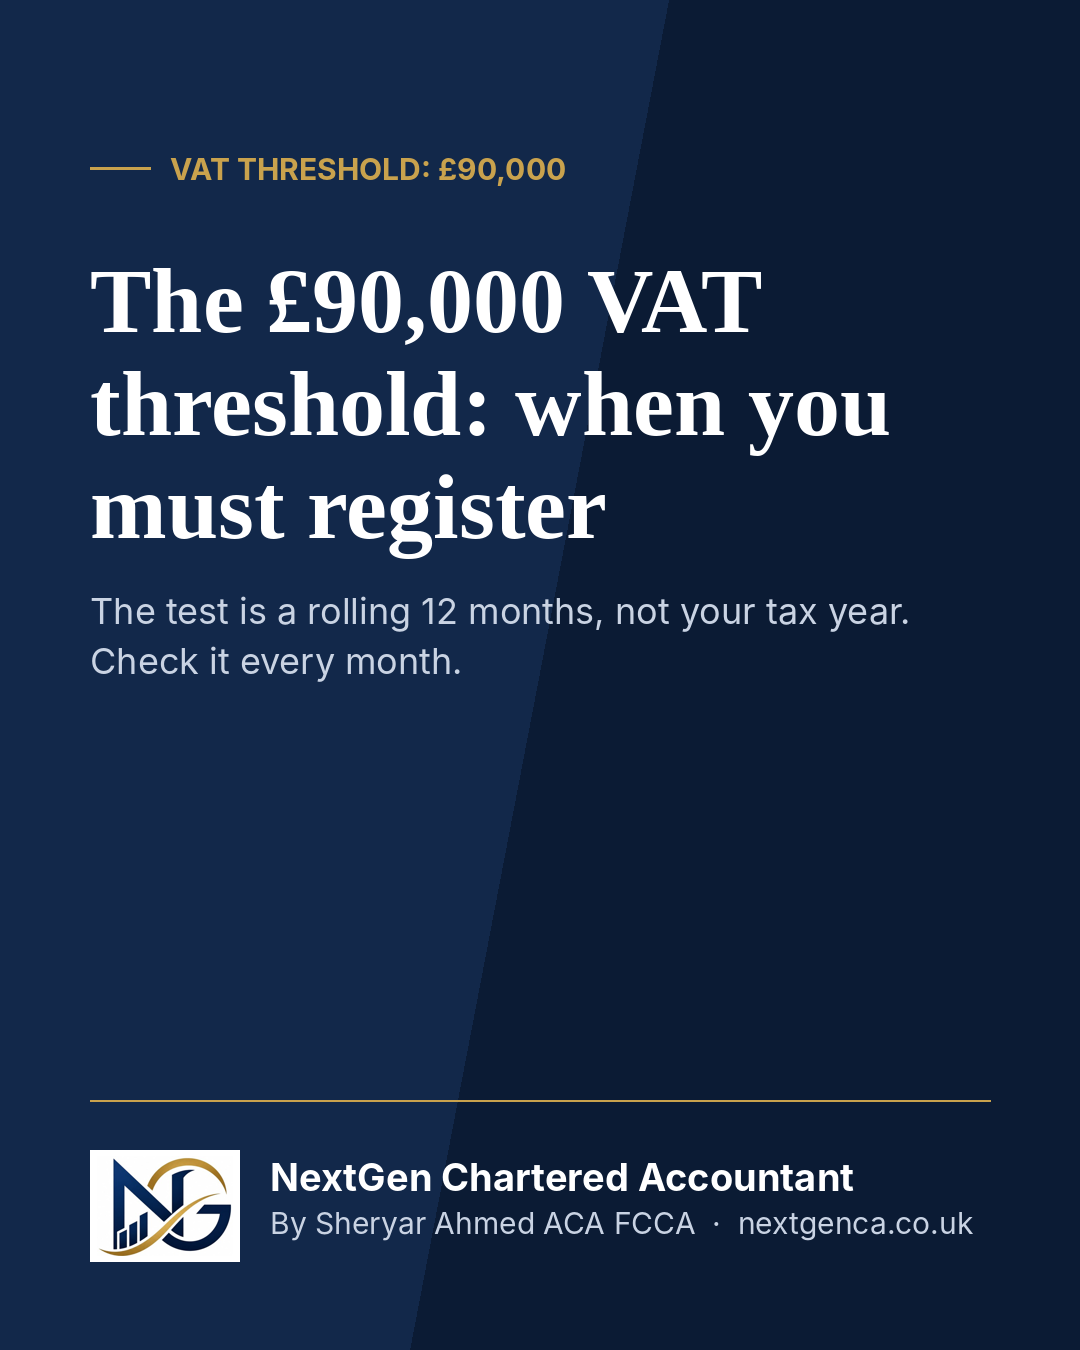 VAT THRESHOLD: £90,000
The £90,000 VAT
threshold: when you
must register
The test is a rolling 12 months, not your tax year.
Check it every month.
NG
NextGen Chartered Accountant
By Sheryar Ahmed ACA FCCA · nextgenca.co.uk